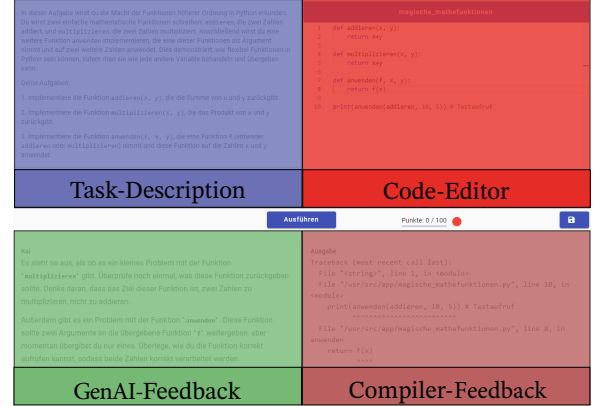 In dieser Aufgabe wirst du die Macht der Funktionen höherer Ordnung in Python erkunden.
Du wirst zwei einfache mathematische Funktionen schreiben: addieren, die zwei Zahlen
addiert, und multiplizieren, die zwei Zahlen multipliziert. Anschließend wirst du eine
weitere Funktion anwenden implementieren, die eine dieser Funktionen als Argument
nimmt und auf zwei weitere Zahlen anwendet. Dies demonstriert, wie flexibel Funktionen in
Python sein können, indem man sie wie jede andere Variable behandeln und übergeben
kann.
Deine Aufgaben:
1. Implementiere die Funktion addieren(x, y), die die Summe von x und y zurückgibt.
2. Implementiere die Funktion multiplizieren(x, y), die das Produkt von x und y
zurückgibt.
3. Implementiere die Funktion anwenden(f, x, y), die eine Funktion f (entweder
addieren oder multiplizieren) nimmt und diese Funktion auf die Zahlen x und y
anwendet.
Task-Description
magische_mathefunktionen
1 def addieren(x, y):
2 return x+y
3
4 def multiplizieren(x, y):
5 return x+y
6
7 def anwenden(f, x, y):
8 return f(x)
9
10 print(anwenden(addieren, 10, 5)) # Testaufruf
Code-Editor
Ausführen
Punkte: 0 / 100
Kai
Es sieht so aus, als ob es ein kleines Problem mit der Funktion
"multiplizieren" gibt. Überprüfe noch einmal, was diese Funktion zurückgeben
sollte. Denke daran, dass das Ziel dieser Funktion ist, zwei Zahlen zu
multiplizieren, nicht zu addieren.
Außerdem gibt es ein Problem mit der Funktion "anwenden". Diese Funktion
sollte zwei Argumente an die übergebene Funktion "f" weitergeben, aber
momentan übergibst du nur eines. Überlege, wie du die Funktion korrekt
aufrufen kannst, sodass beide Zahlen korrekt verarbeitet werden.
GenAI-Feedback
Ausgabe
Traceback (most recent call last):
File "<string>", line 1, in <module>
File "/usr/src/app/magische_mathefunktionen.py", line 10, in
<module>
print(anwenden(addieren, 10, 5)) # Testaufruf
^^^^^^^^^^^^^^^^^^^^^^^^^
File "/usr/src/app/magische_mathefunktionen.py", line 8, in
anwenden
return f(x)
^^^^
Compiler-Feedback